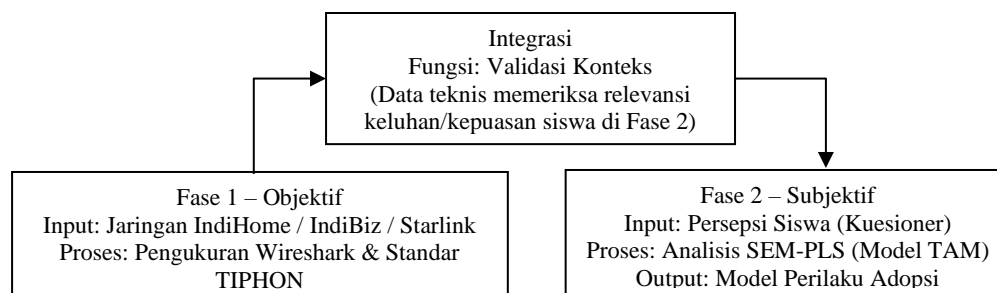 Integrasi
Fungsi: Validasi Konteks
(Data teknis memeriksa relevansi
keluhan/kepuasan siswa di Fase 2)
Fase 1 – Objektif
Input: Jaringan IndiHome / IndiBiz / Starlink
Proses: Pengukuran Wireshark & Standar
TIPHON
Fase 2 – Subjektif
Input: Persepsi Siswa (Kuesioner)
Proses: Analisis SEM-PLS (Model TAM)
Output: Model Perilaku Adopsi